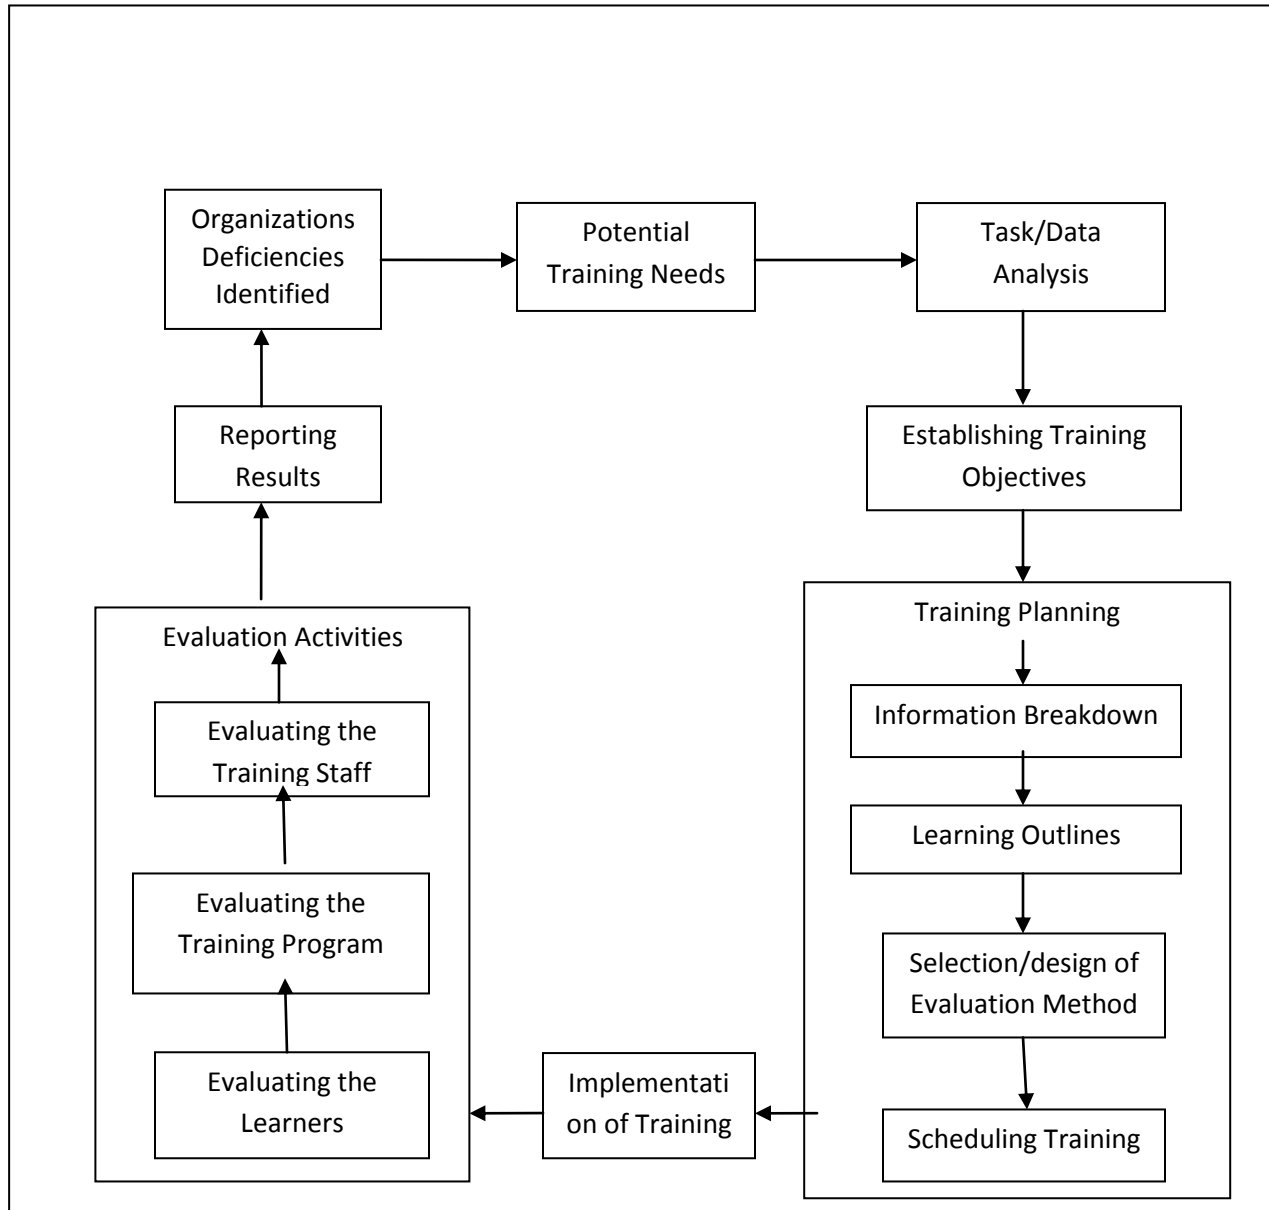 Organizations
Deficiencies
Identified
Potential
Training Needs
Task/Data
Analysis
Reporting
Results
Establishing Training
Objectives
Evaluation Activities
Evaluating the
Training Staff
Evaluating the
Training Program
Evaluating the
Learners
Implementati
on of Training
Training Planning
Information Breakdown
Learning Outlines
Selection/design of
Evaluation Method
Scheduling Training